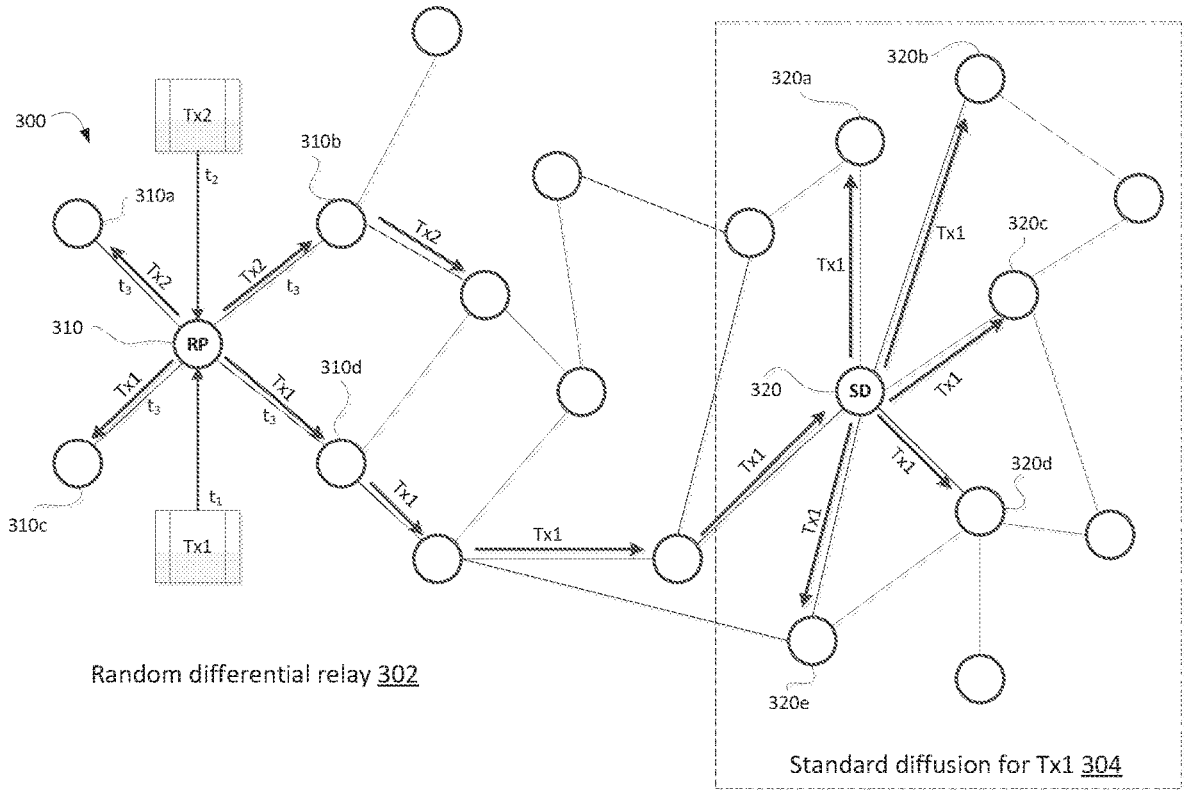 320b
320a
Tx2
300
310b
t2
310a
Tx2
320c
Tx1
Tx2
Tx2
Tx1
t3
t3
310
RP
310d
Tx1
320
SD
Tx1
Tx1
t3
t3
Tx1
Tx1
320d
Tx1
Tx1
310c
t1
Tx1
Tx1
Random differential relay 302
320e
Standard diffusion for Tx1 304